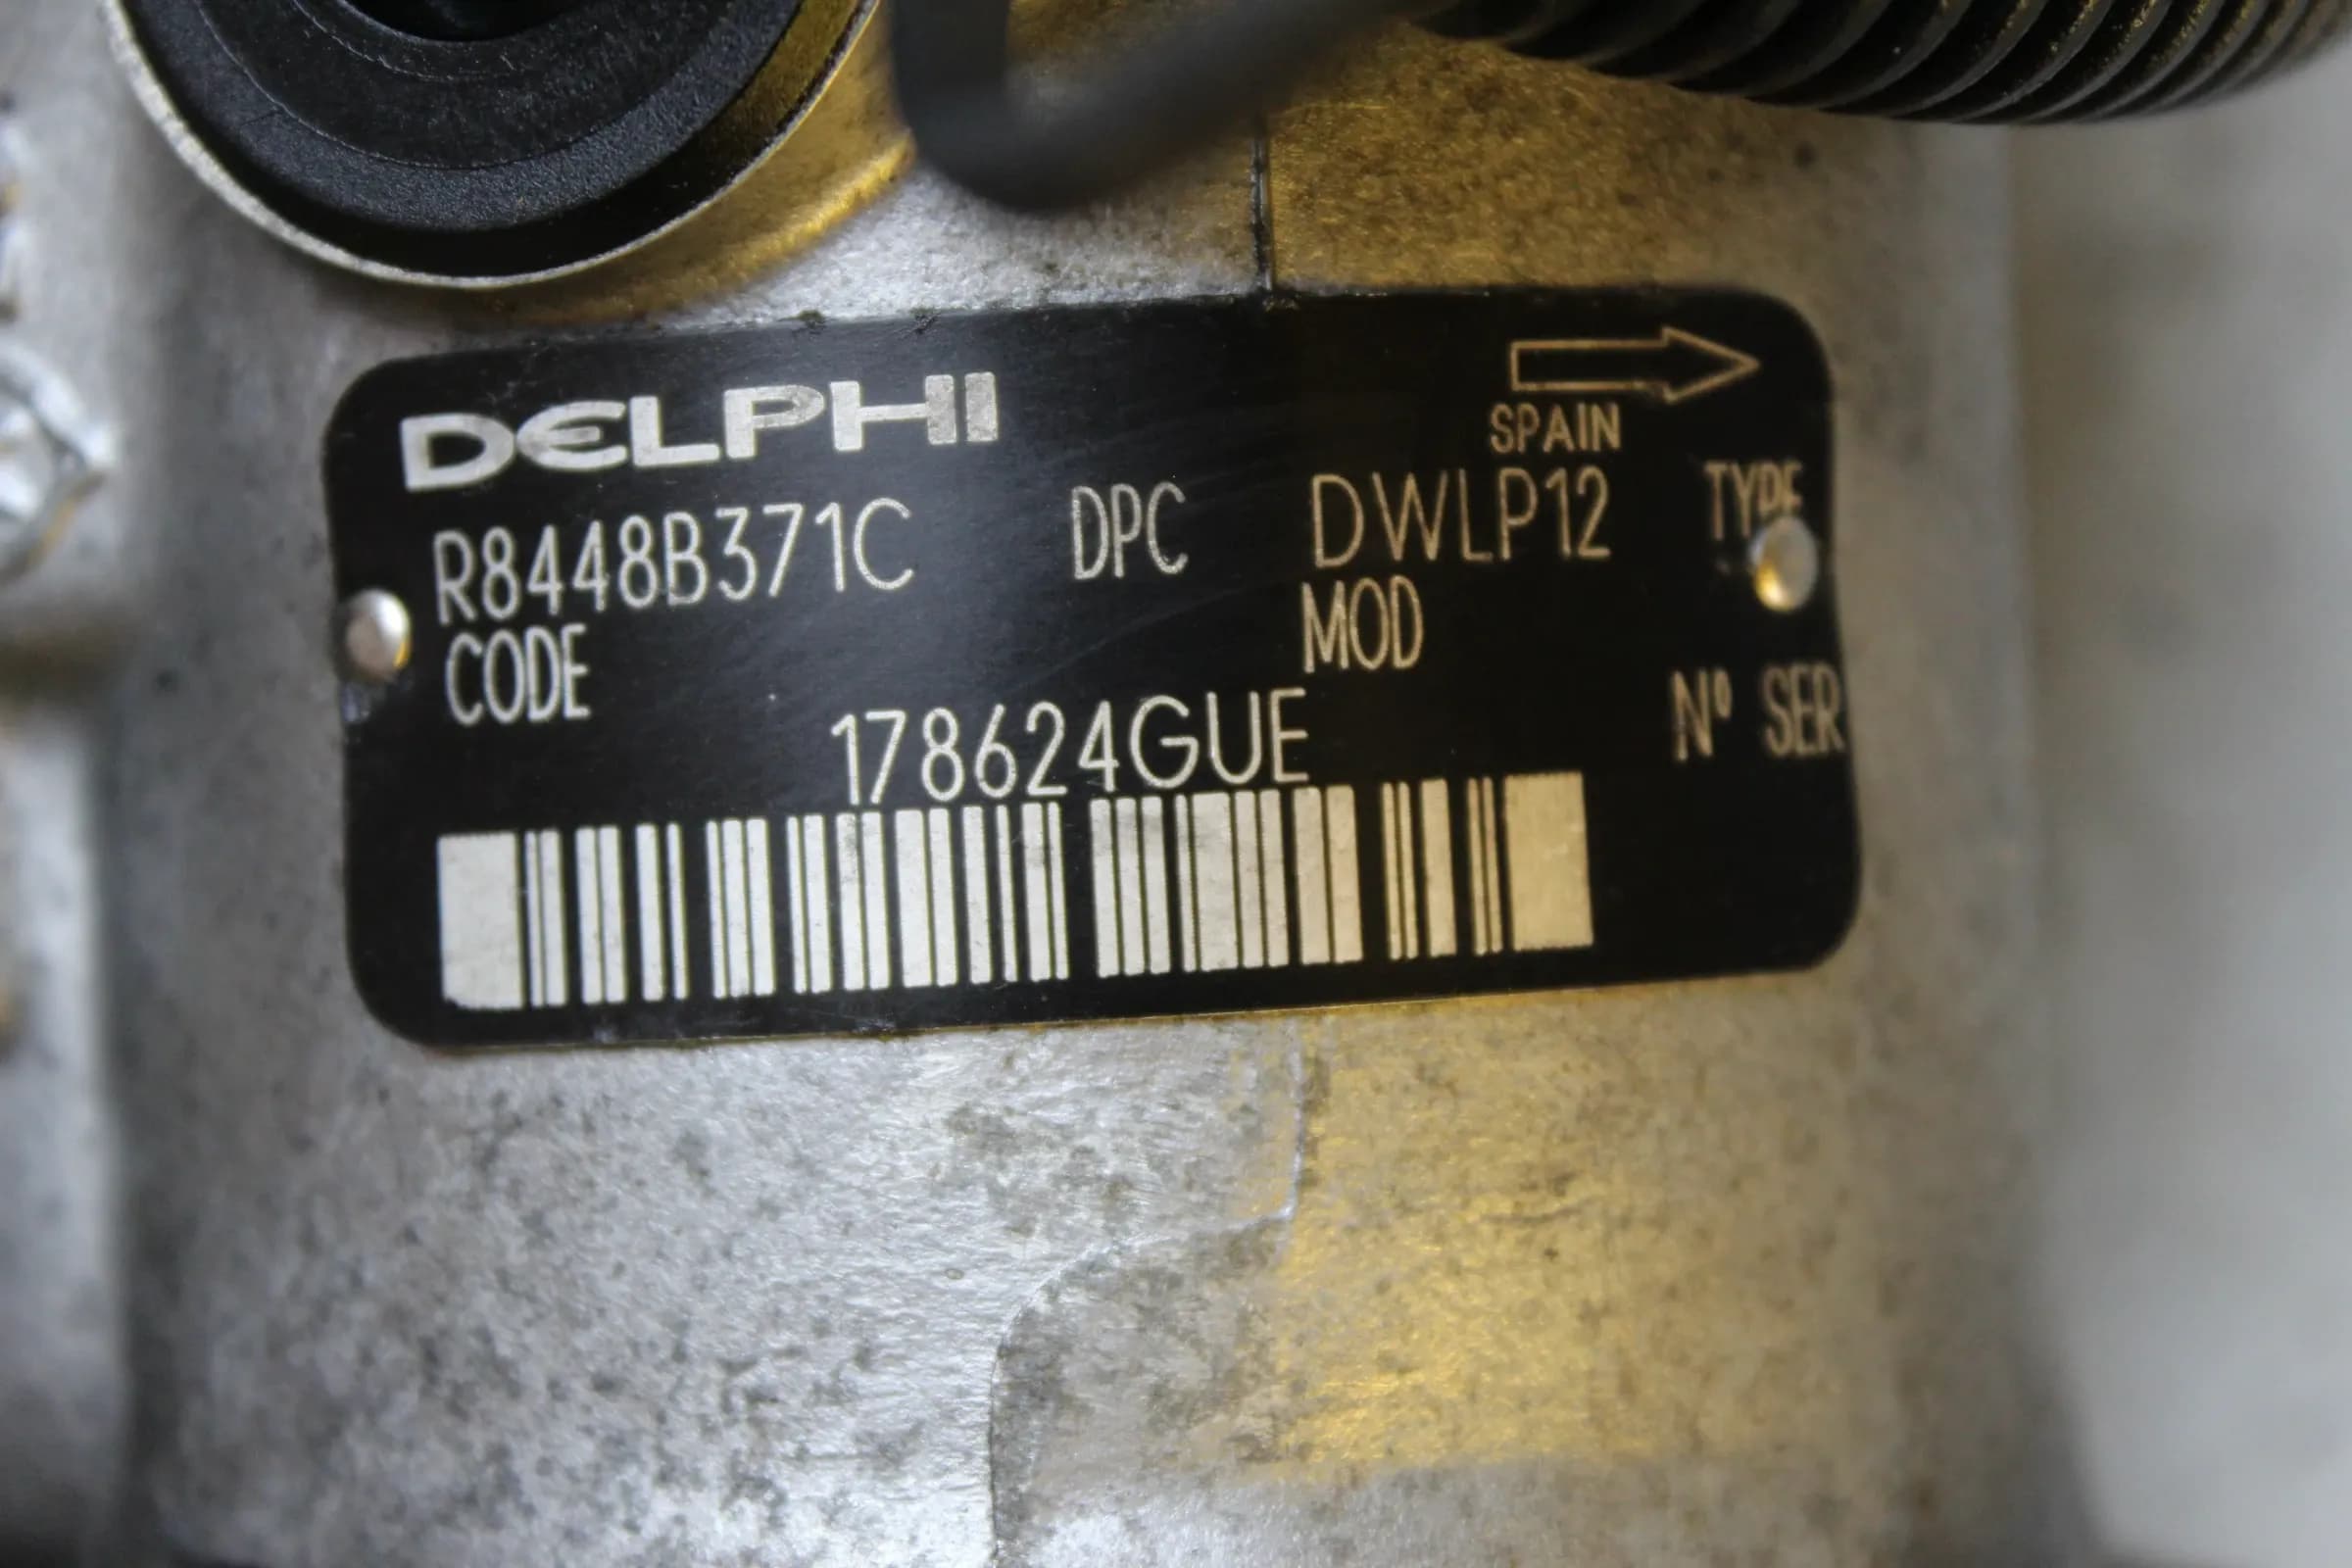 DELPHI
SPAIN
R8448B371C DPC DWLP12 TYPE
CODE MOD
178624GUE Nº SER